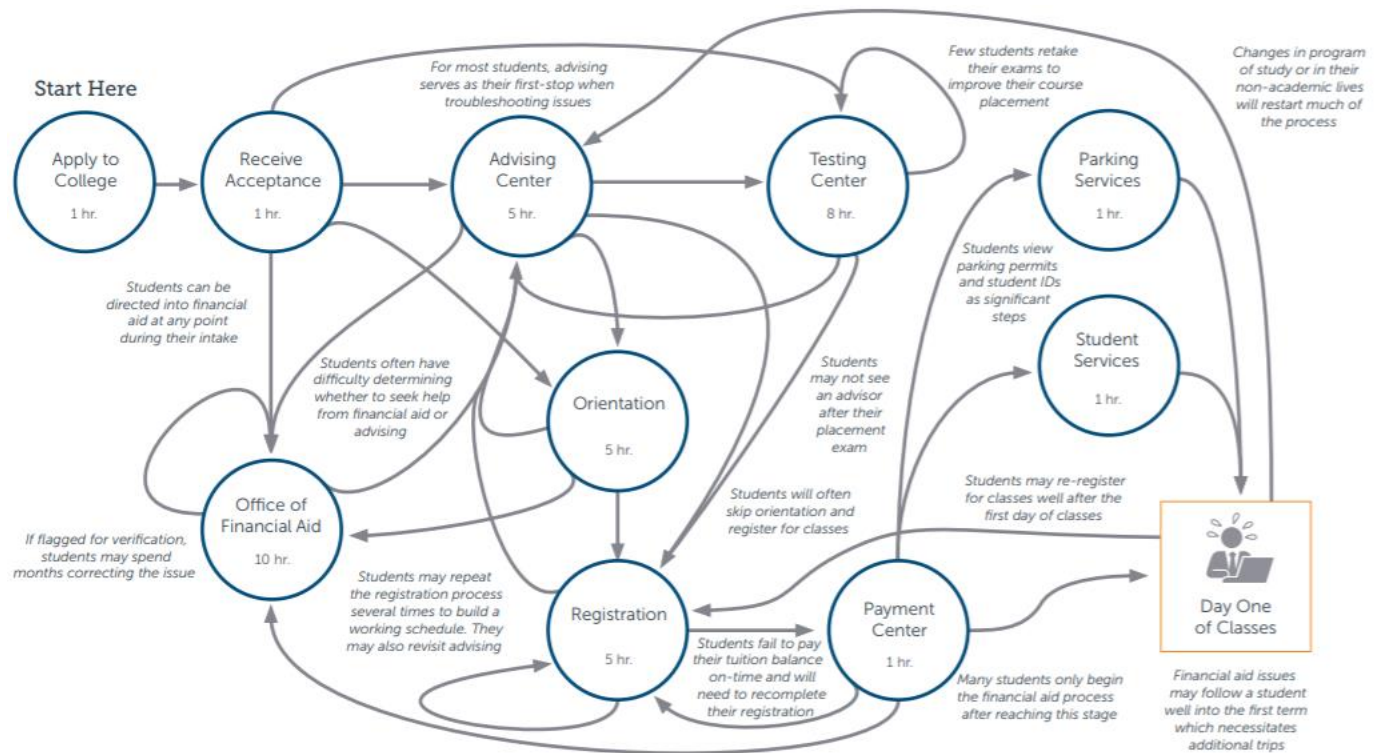 Start Here
Apply to
College
1 hr.
Receive
Acceptance
1 hr.
For most students, advising
serves as their first-stop when
troubleshooting issues
Advising
Center
5 hr.
Testing
Center
8 hr.
Few students retake
their exams to
improve their course
placement
Changes in program
of study or in their
non-academic lives
will restart much of
the process
Parking
Services
1 hr.
Students view
parking permits
and student IDs
as significant
steps
Student
Services
1 hr.
Students can be
directed into financial
aid at any point
during their intake
Students often have
difficulty determining
whether to seek help
from financial aid or
advising
Orientation
5 hr.
Students
may not see
an advisor
after their
placement
exam
Office of
Financial Aid
10 hr.
If flagged for verification,
students may spend
months correcting the issue
Students will often
skip orientation and
register for classes
Students may re-register
for classes well after the
first day of classes
Students may repeat
the registration process
several times to build a
working schedule. They
may also revisit advising
Registration
5 hr.
Students fail to pay
their tuition balance
on-time and will
need to recomplete
their registration
Payment
Center
1 hr.
Many students only begin
the financial aid process
after reaching this stage
Day One
of Classes
Financial aid issues
may follow a student
well into the first term
which necessitates
additional trips